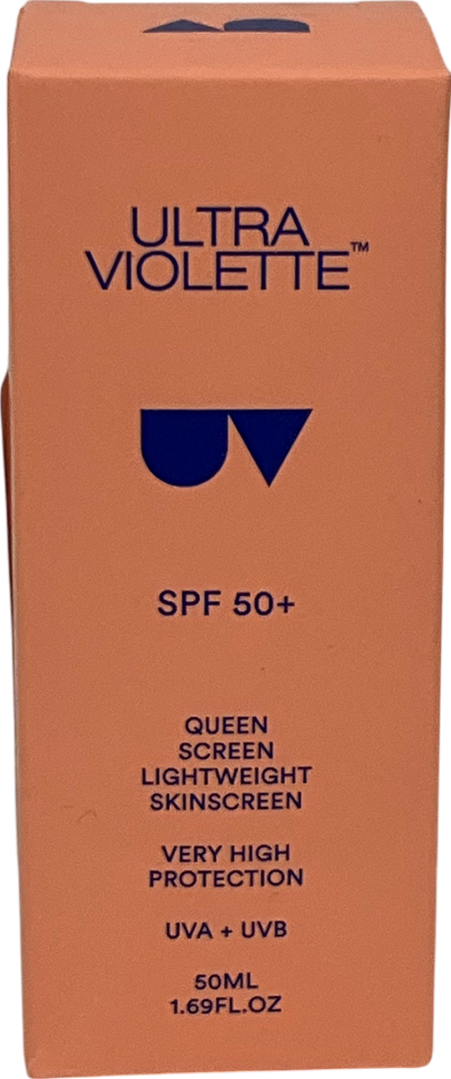 ULTRA
VIOLETTE™
UV
SPF 50+
QUEEN
SCREEN
LIGHTWEIGHT
SKINSCREEN
VERY HIGH
PROTECTION
UVA + UVB
50ML
1.69FL.OZ